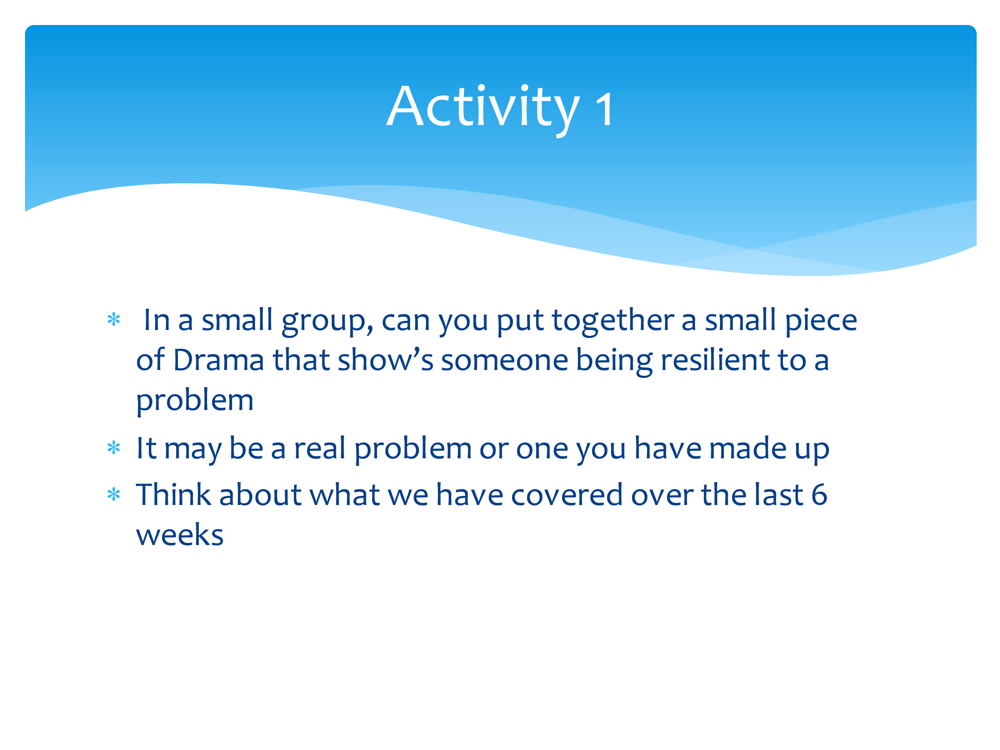 Activity 1
* In a small group, can you put together a small piece
of Drama that show’s someone being resilient to a
problem
* It may be a real problem or one you have made up
* Think about what we have covered over the last 6
weeks